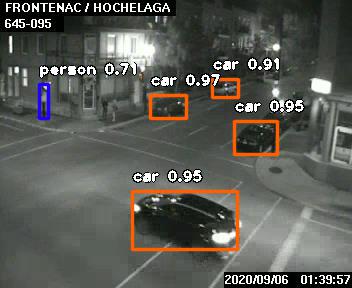 FRONTENAC / HOCHELAGA
645-095
person 0.71
car 0.97
car 0.91
car 0.95
car 0.95
2020/09/06 01:39:57